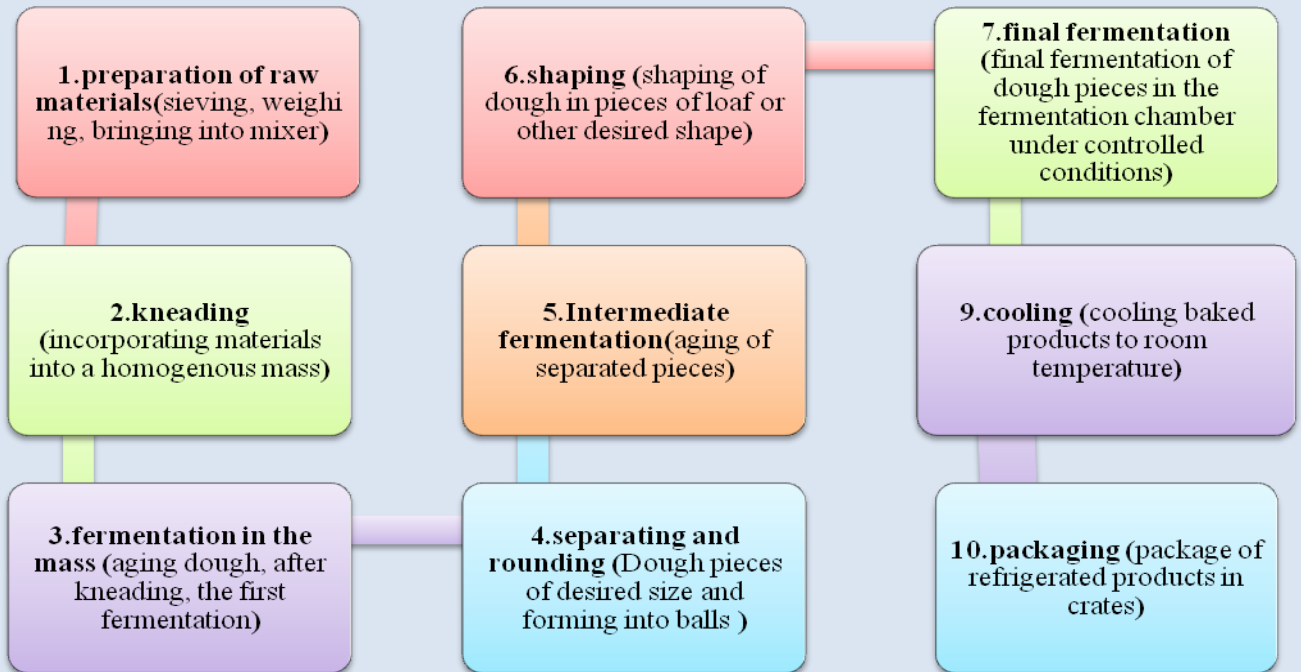 1.preparation of raw
materials(sieving, weighi
ng, bringing into mixer)
2.kneading
(incorporating materials
into a homogenous mass)
3.fermentation in the
mass (aging dough, after
kneading, the first
fermentation)
4.separating and
rounding (Dough pieces
of desired size and
forming into balls )
5.Intermediate
fermentation(aging of
separated pieces)
6.shaping (shaping of
dough in pieces of loaf or
other desired shape)
7.final fermentation
(final fermentation of
dough pieces in the
fermentation chamber
under controlled
conditions)
9.cooling (cooling baked
products to room
temperature)
10.packaging (package of
refrigerated products in
crates)